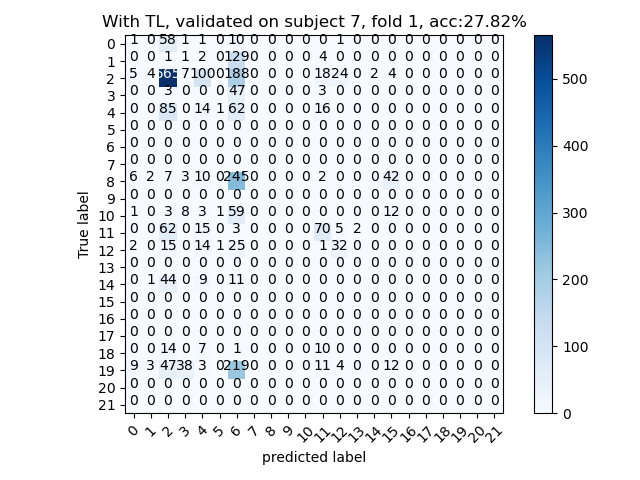 With TL, validated on subject 7, fold 1, acc:27.82%
0 1 0 58 1 1 0 10 0 0 0 0 0 1 0 0 0 0 0 0 0 0 0
1 0 0 1 1 2 0 129 0 0 0 0 4 0 0 0 0 0 0 0 0 0 0
2 5 4 565 7 100 0 188 0 0 0 0 18 24 0 2 4 0 0 0 0 0 0
3 0 0 3 0 0 0 47 0 0 0 0 3 0 0 0 0 0 0 0 0 0 0
4 0 0 85 0 14 1 62 0 0 0 0 16 0 0 0 0 0 0 0 0 0 0
5 0 0 0 0 0 0 0 0 0 0 0 0 0 0 0 0 0 0 0 0 0 0
6 0 0 0 0 0 0 0 0 0 0 0 0 0 0 0 0 0 0 0 0 0 0
7 0 0 0 0 0 0 0 0 0 0 0 0 0 0 0 0 0 0 0 0 0 0
8 6 2 7 3 10 0 245 0 0 0 0 2 0 0 0 42 0 0 0 0 0 0
9 0 0 0 0 0 0 0 0 0 0 0 0 0 0 0 0 0 0 0 0 0 0
10 1 0 3 8 3 1 59 0 0 0 0 0 0 0 0 12 0 0 0 0 0 0
11 0 0 62 0 15 0 3 0 0 0 0 70 5 2 0 0 0 0 0 0 0 0
12 2 0 15 0 14 1 25 0 0 0 0 1 32 0 0 0 0 0 0 0 0 0
13 0 0 0 0 0 0 0 0 0 0 0 0 0 0 0 0 0 0 0 0 0 0
14 0 1 44 0 9 0 11 0 0 0 0 0 0 0 0 0 0 0 0 0 0 0
15 0 0 0 0 0 0 0 0 0 0 0 0 0 0 0 0 0 0 0 0 0 0
16 0 0 0 0 0 0 0 0 0 0 0 0 0 0 0 0 0 0 0 0 0 0
17 0 0 0 0 0 0 0 0 0 0 0 0 0 0 0 0 0 0 0 0 0 0
18 0 0 14 0 7 0 1 0 0 0 0 10 0 0 0 0 0 0 0 0 0 0
19 9 3 47 38 3 0 219 0 0 0 0 11 4 0 0 12 0 0 0 0 0 0
20 0 0 0 0 0 0 0 0 0 0 0 0 0 0 0 0 0 0 0 0 0 0
21 0 0 0 0 0 0 0 0 0 0 0 0 0 0 0 0 0 0 0 0 0 0
0 1 2 3 4 5 6 7 8 9 10 11 12 13 14 15 16 17 18 19 20 21
predicted label
True label
500
400
300
200
100
0